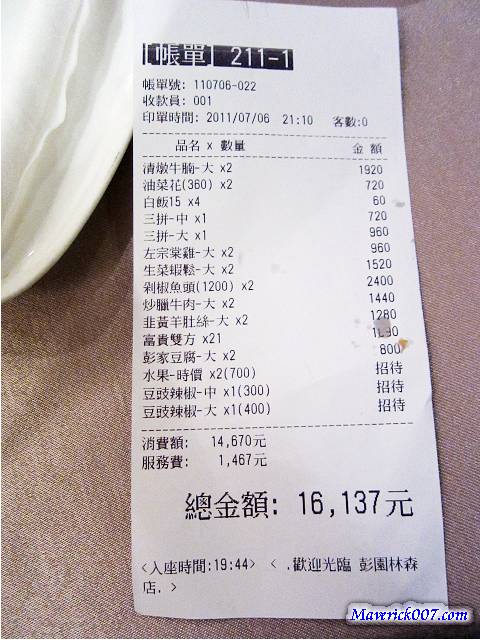 [帳單] 211-1
帳單號: 110706-022
收款員: 001
印單時間: 2011/07/06 21:10 客數:0
品名 x 數量 金 額
清燉牛腩-大 x2 1920
油菜花(360) x2 720
白飯15 x4 60
三拼-中 x1 720
三拼-大 x1 960
左宗棠雞-大 x2 960
生菜蝦鬆-大 x2 1520
剁椒魚頭(1200) x2 2400
炒臘牛肉-大 x2 1440
韭黃羊肚絲-大 x2 1280
富貴雙方 x21
彭家豆腐-大 x2 800
水果-時價 x2(700) 招待
豆豉辣椒-中 x1(300) 招待
豆豉辣椒-大 x1(400) 招待
消費額: 14,670元
服務費: 1,467元
總金額: 16,137元
<入座時間:19:44> < .歡迎光臨 彭園林森
店. >
Maverick007.com